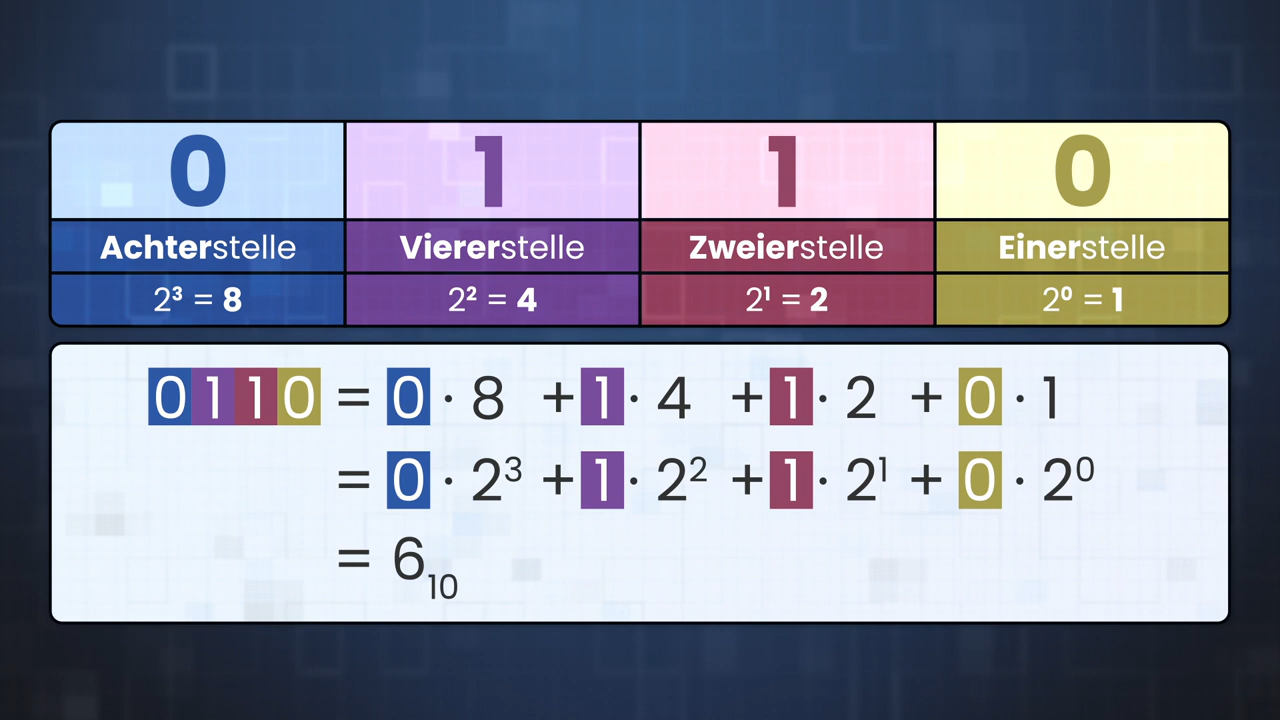 0 1 1 0
Achterstelle Viererstelle Zweierstelle Einerstelle
2³ = 8 2² = 4 2¹ = 2 2⁰ = 1
0110 = 0 · 8 + 1 · 4 + 1 · 2 + 0 · 1
= 0 · 2³ + 1 · 2² + 1 · 2¹ + 0 · 2⁰
= 6₁₀